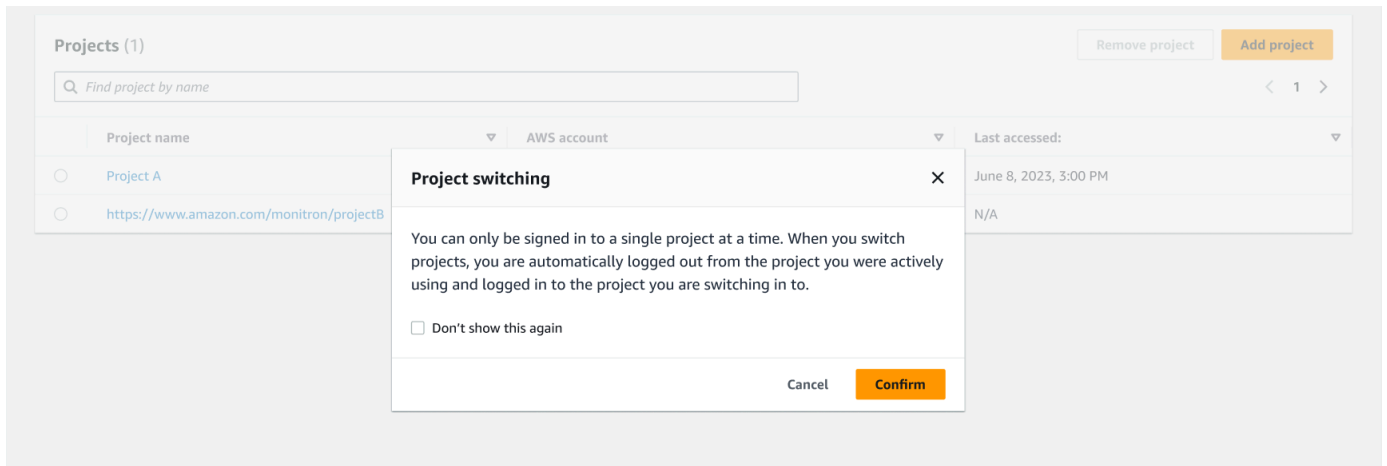 Projects (1)
Remove project
Add project
Find project by name
1
Project name
AWS account
Last accessed:
Project A
June 8, 2023, 3:00 PM
https://www.amazon.com/monitron/projectB
N/A
Project switching
You can only be signed in to a single project at a time. When you switch
projects, you are automatically logged out from the project you were actively
using and logged in to the project you are switching in to.
Don't show this again
Cancel
Confirm